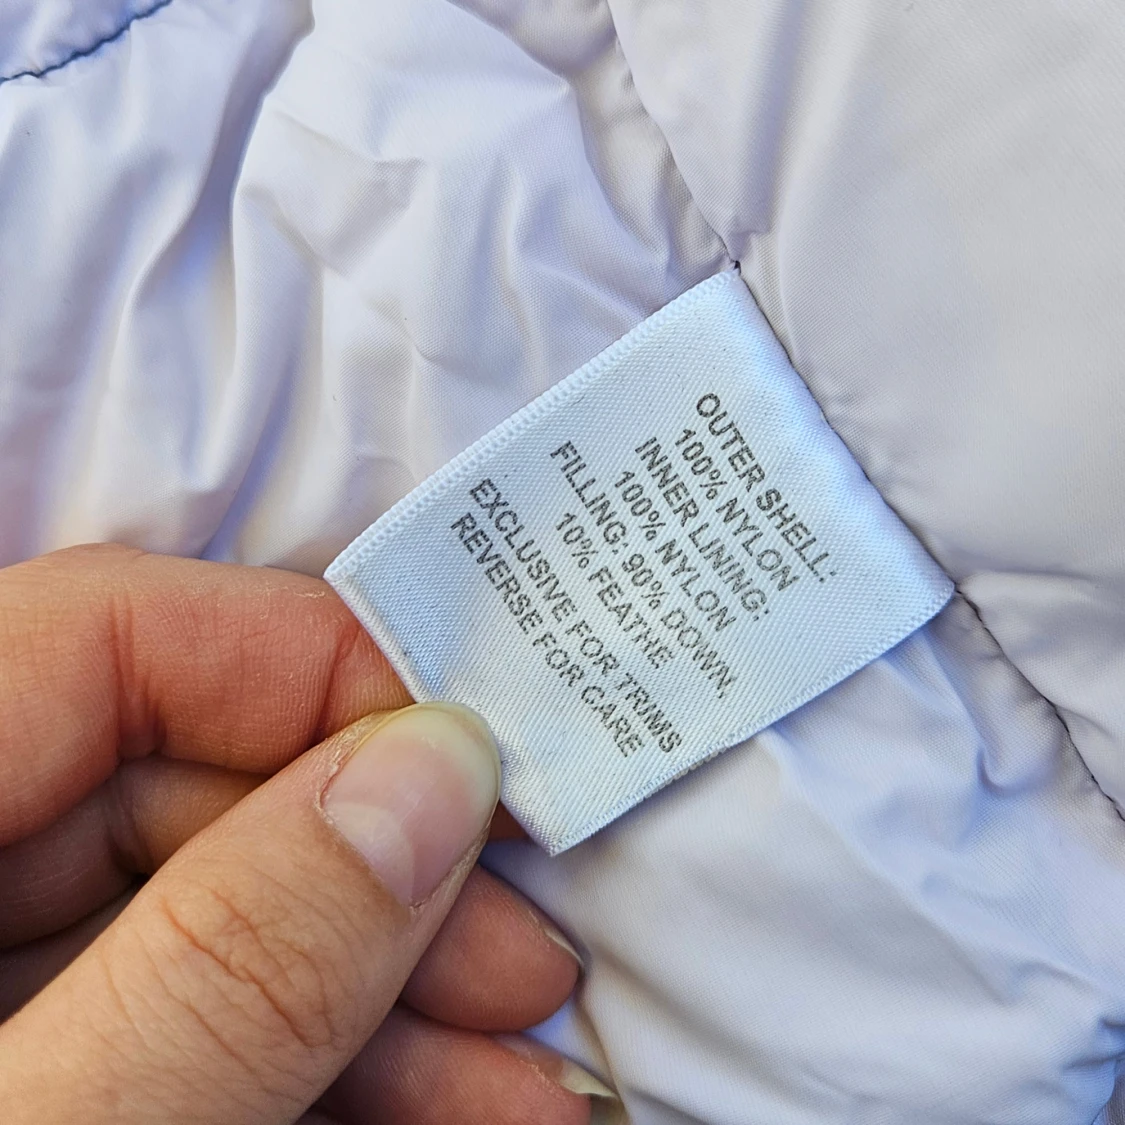 OUTER SHELL:
100% NYLON
INNER LINING:
100% NYLON
FILLING: 90% DOWN,
10% FEATHE
EXCLUSIVE FOR TRIMS
REVERSE FOR CARE